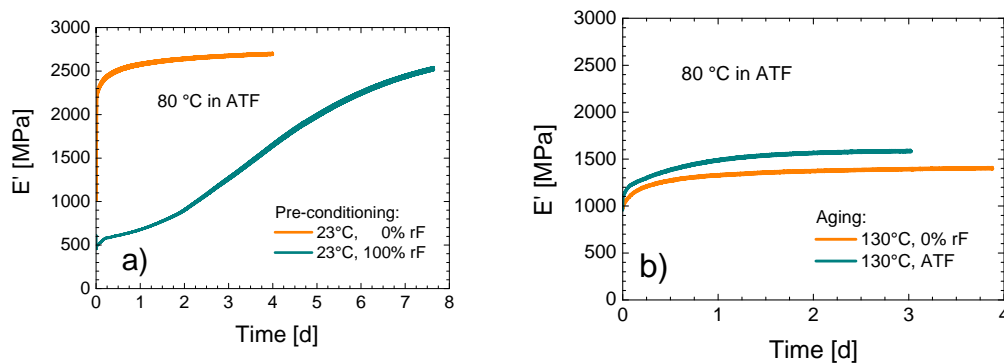 3000
2500
2000
1500
1000
500
0
E' [MPa]
80 °C in ATF
Pre-conditioning:
23°C, 0% rF
23°C, 100% rF
a)
0 1 2 3 4 5 6 7 8
Time [d]
3000
2500
2000
1500
1000
500
0
E' [MPa]
80 °C in ATF
Aging:
130°C, 0% rF
130°C, ATF
b)
0 1 2 3 4
Time [d]